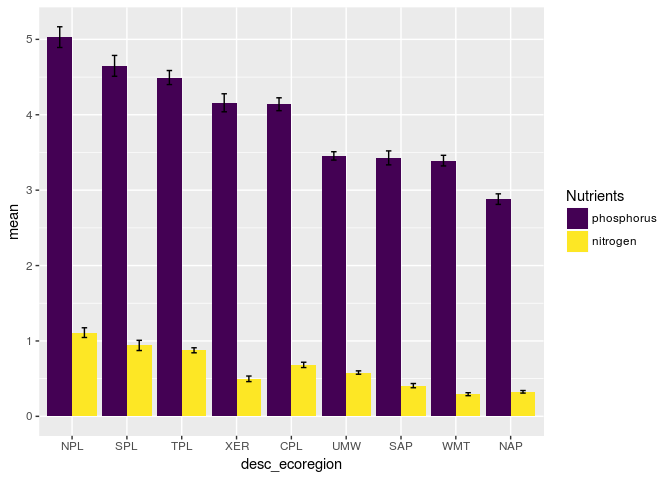 5
4
3
2
1
0
mean
NPL SPL TPL XER CPL UMW SAP WMT NAP
desc_ecoregion
Nutrients
phosphorus
nitrogen